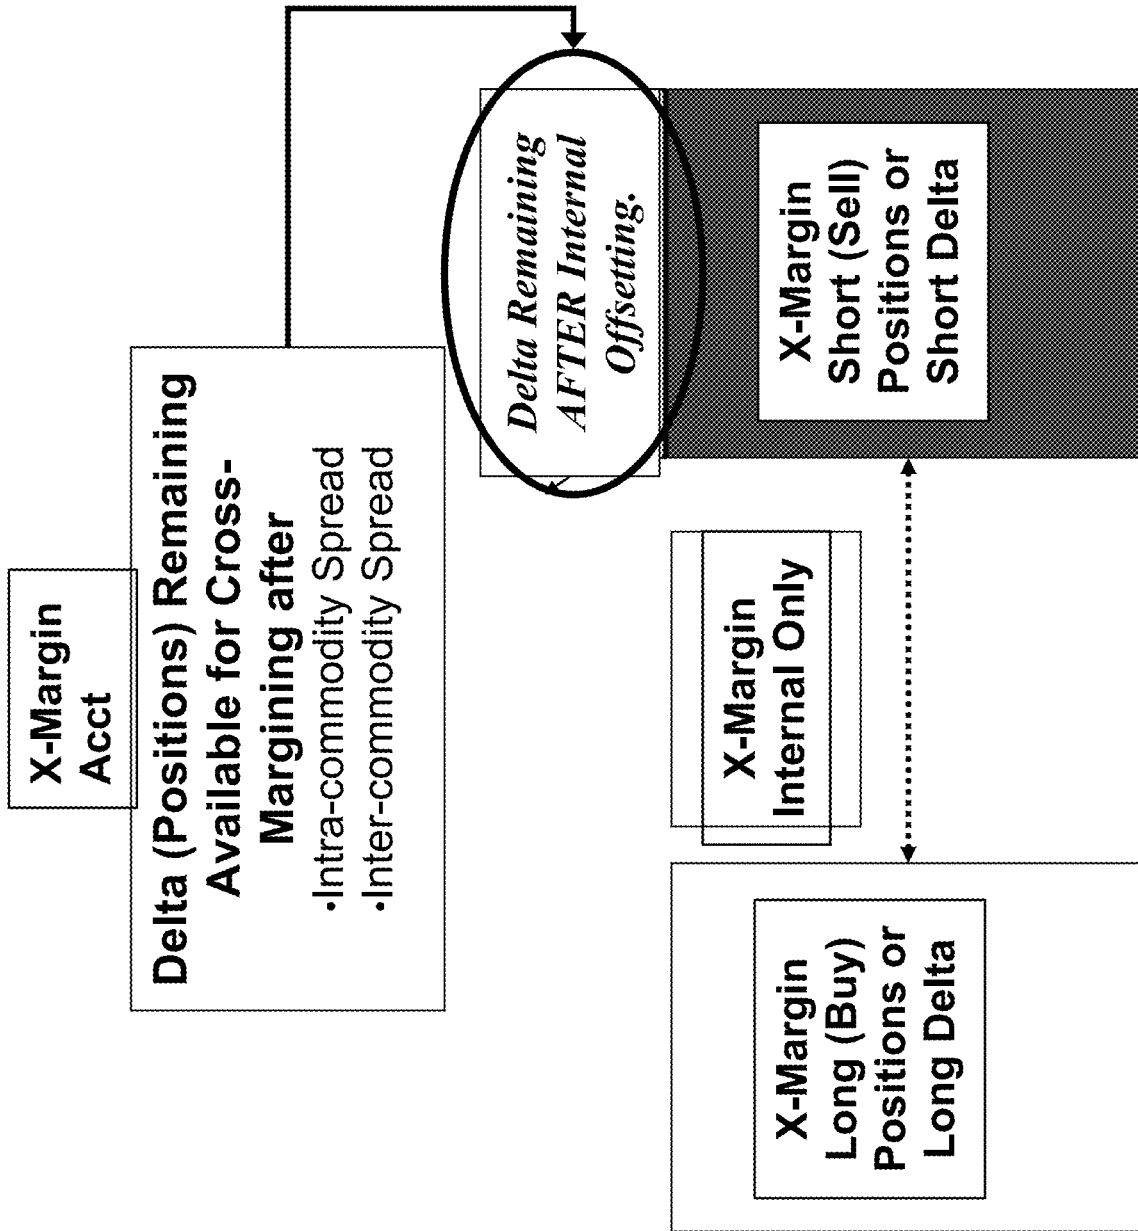 X-Margin
Acct
Delta (Positions) Remaining
Available for Cross-
Margining after
•Intra-commodity Spread
•Inter-commodity Spread
Delta Remaining
AFTER Internal
Offsetting.
X-Margin
Long (Buy)
Positions or
Long Delta
X-Margin
Internal Only
X-Margin
Short (Sell)
Positions or
Short Delta